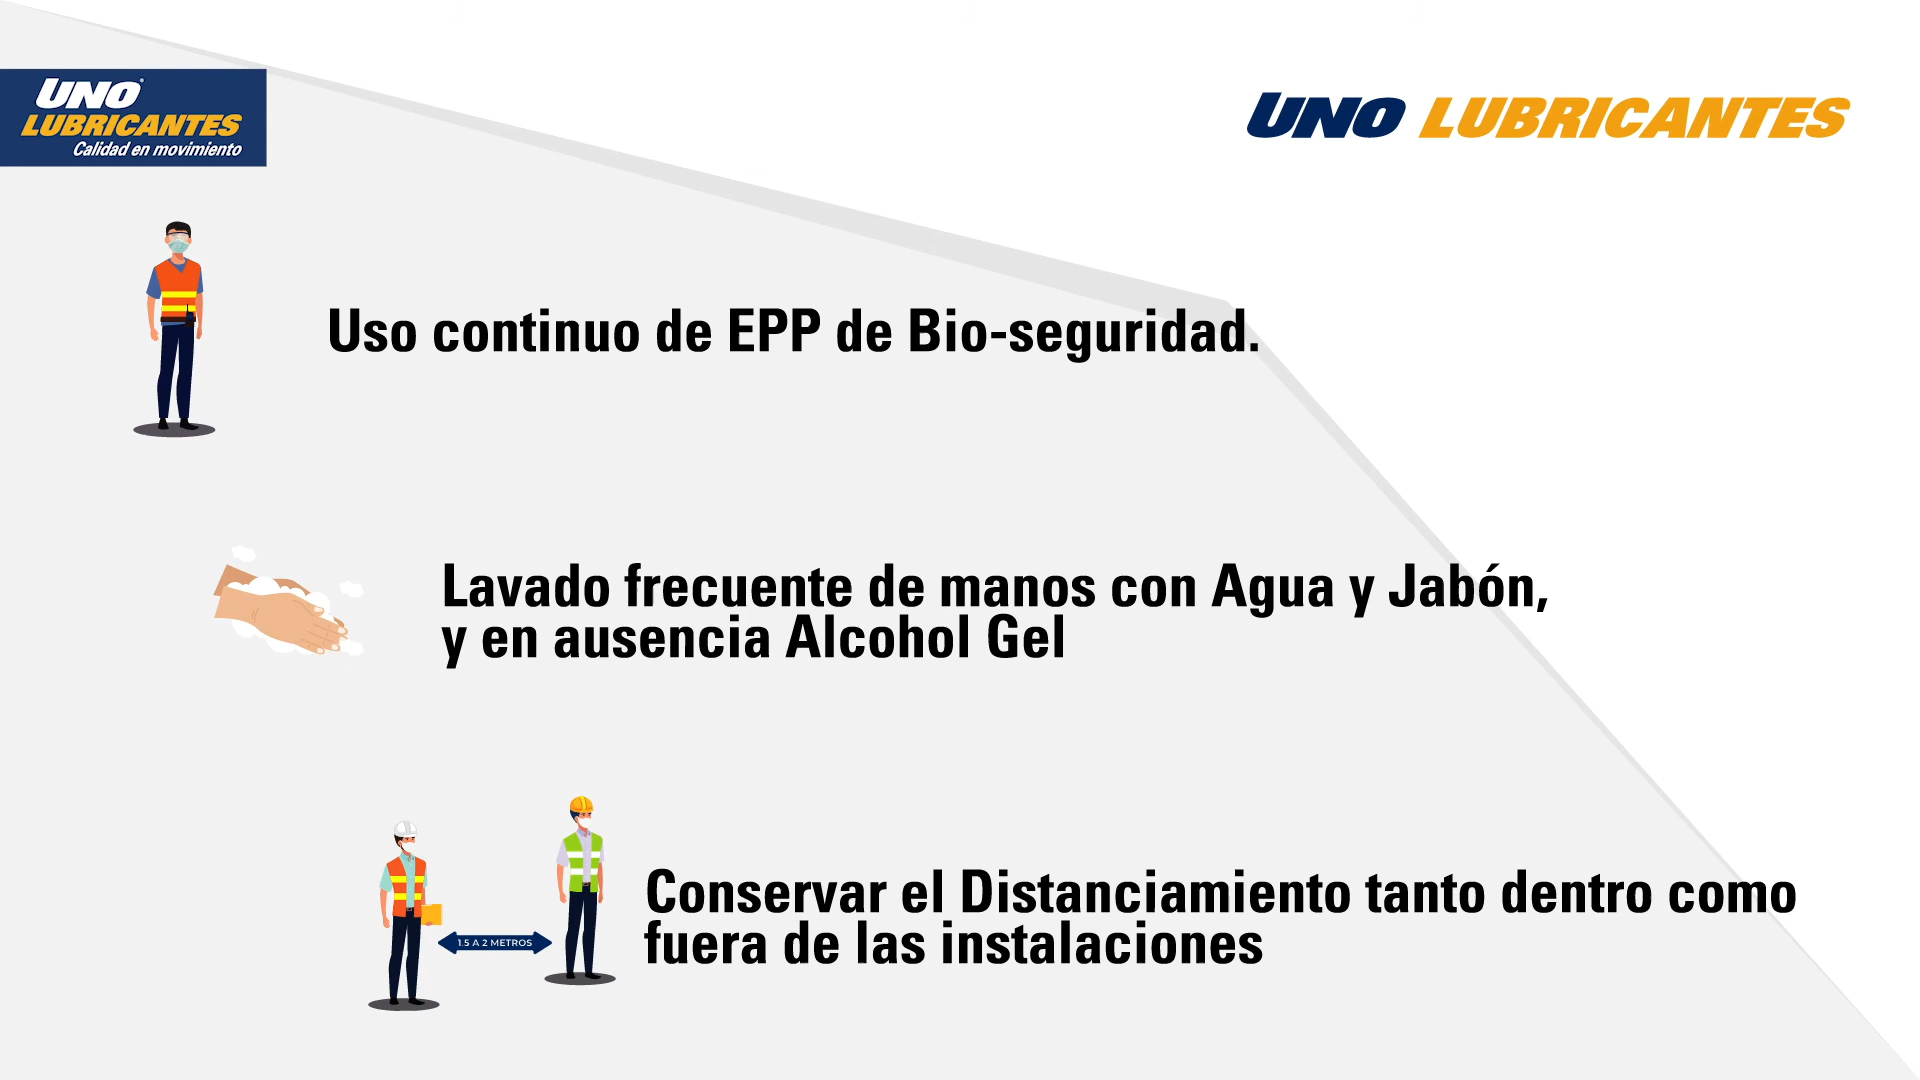 UNO
LUBRICANTES
Calidad en movimiento
UNO LUBRICANTES
Uso continuo de EPP de Bio-seguridad.
Lavado frecuente de manos con Agua y Jabón,
y en ausencia Alcohol Gel
1.5 A 2 METROS
Conservar el Distanciamiento tanto dentro como
fuera de las instalaciones